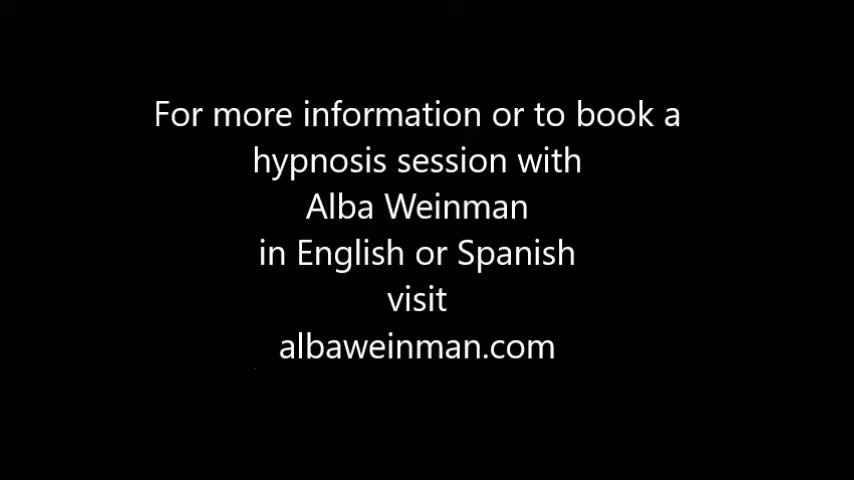 For more information or to book a
hypnosis session with
Alba Weinman
in English or Spanish
visit
albaweinman.com